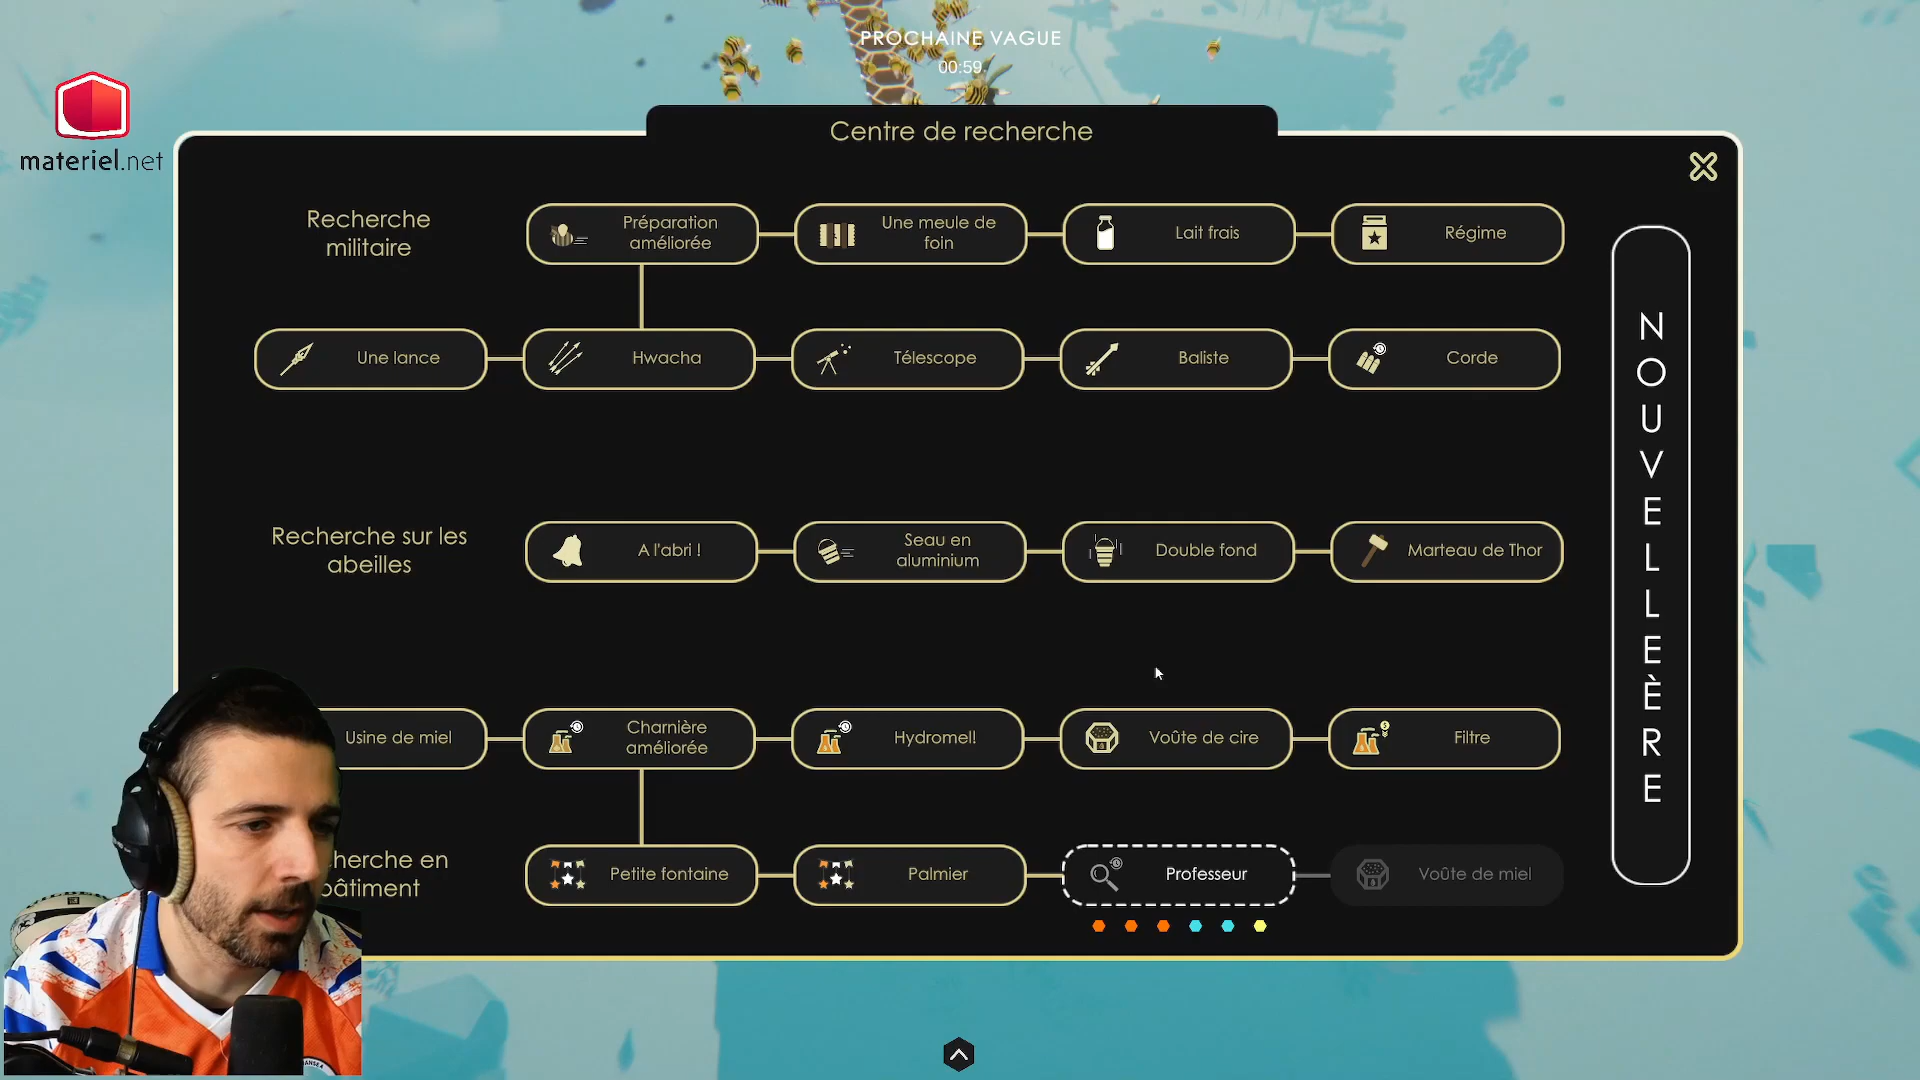 PROCHAINE VAGUE
00:59
materiel.net
Centre de recherche
Recherche
militaire
Préparation
améliorée
Une meule de
foin
Lait frais
Régime
Une lance
Hwacha
Télescope
Baliste
Corde
Recherche sur les
abeilles
A l'abri !
Seau en
aluminium
Double fond
Marteau de Thor
Usine de miel
Charnière
améliorée
Hydromel!
Voûte de cire
Filtre
cherche en
bâtiment
Petite fontaine
Palmier
Professeur
Voûte de miel
NOUVELLEÈRE